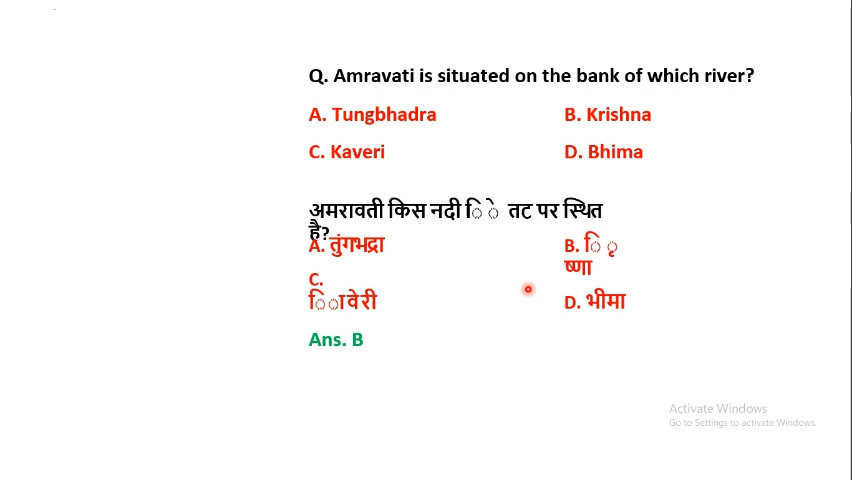 Q. Amravati is situated on the bank of which river?
A. Tungbhadra B. Krishna
C. Kaveri D. Bhima
अमरावती किस नदी िे तट पर स्थित
है?
A. तुंगभद्रा B. िृ
ष्णा
C.
िावेरी D. भीमा
Ans. B
Activate Windows
Go to Settings to activate Windows.